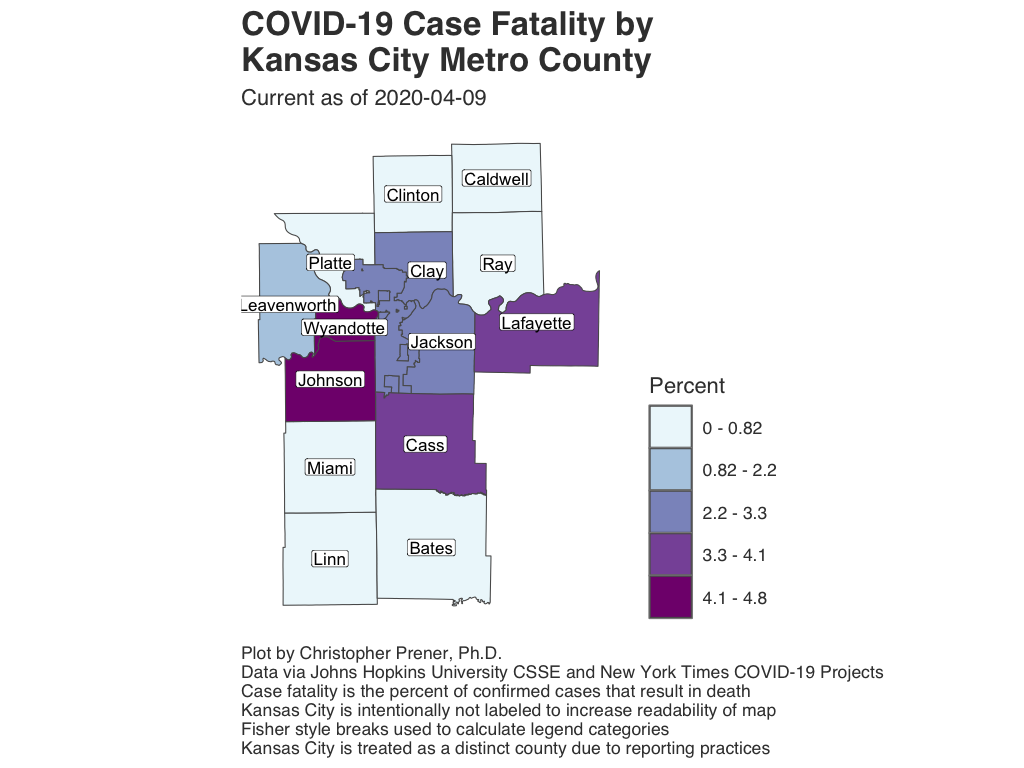 COVID-19 Case Fatality by
Kansas City Metro County
Current as of 2020-04-09
Caldwell
Clinton
Platte
Clay
Ray
Leavenworth
Wyandotte
Lafayette
Jackson
Johnson
Cass
Miami
Bates
Linn
Percent
0 - 0.82
0.82 - 2.2
2.2 - 3.3
3.3 - 4.1
4.1 - 4.8
Plot by Christopher Prener, Ph.D.
Data via Johns Hopkins University CSSE and New York Times COVID-19 Projects
Case fatality is the percent of confirmed cases that result in death
Kansas City is intentionally not labeled to increase readability of map
Fisher style breaks used to calculate legend categories
Kansas City is treated as a distinct county due to reporting practices